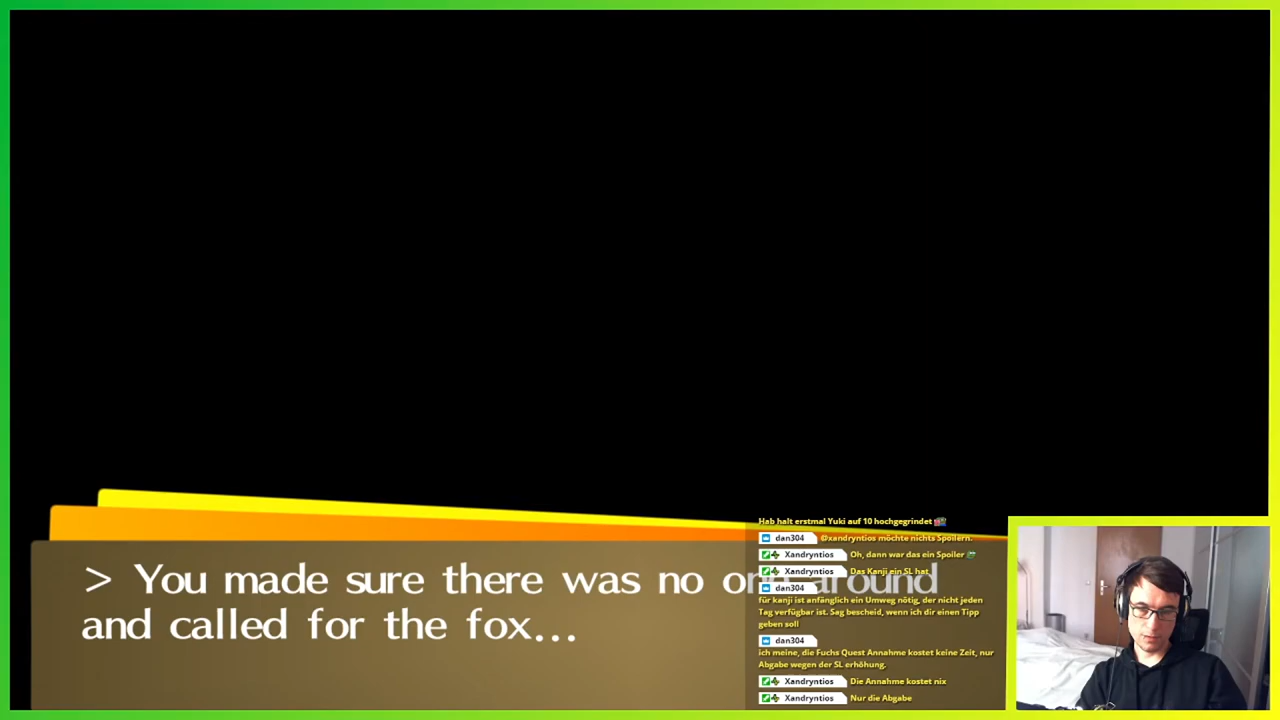 > You made sure there was no one around
and called for the fox...
Hab halt erstmal Yuki auf 10 hochgegrindet
dan304 @xandryntios möchte nichts Spoilern.
Xandryntios Oh, dann war das ein Spoiler
Xandryntios Das Kanji ein SL hat
dan304
für kanji ist anfänglich ein Umweg nötig, der nicht jeden
Tag verfügbar ist. Sag bescheid, wenn ich dir einen Tipp
geben soll
dan304
ich meine, die Fuchs Quest Annahme kostet keine Zeit, nur
Abgabe wegen der SL erhöhung.
Xandryntios Die Annahme kostet nix
Xandryntios Nur die Abgabe